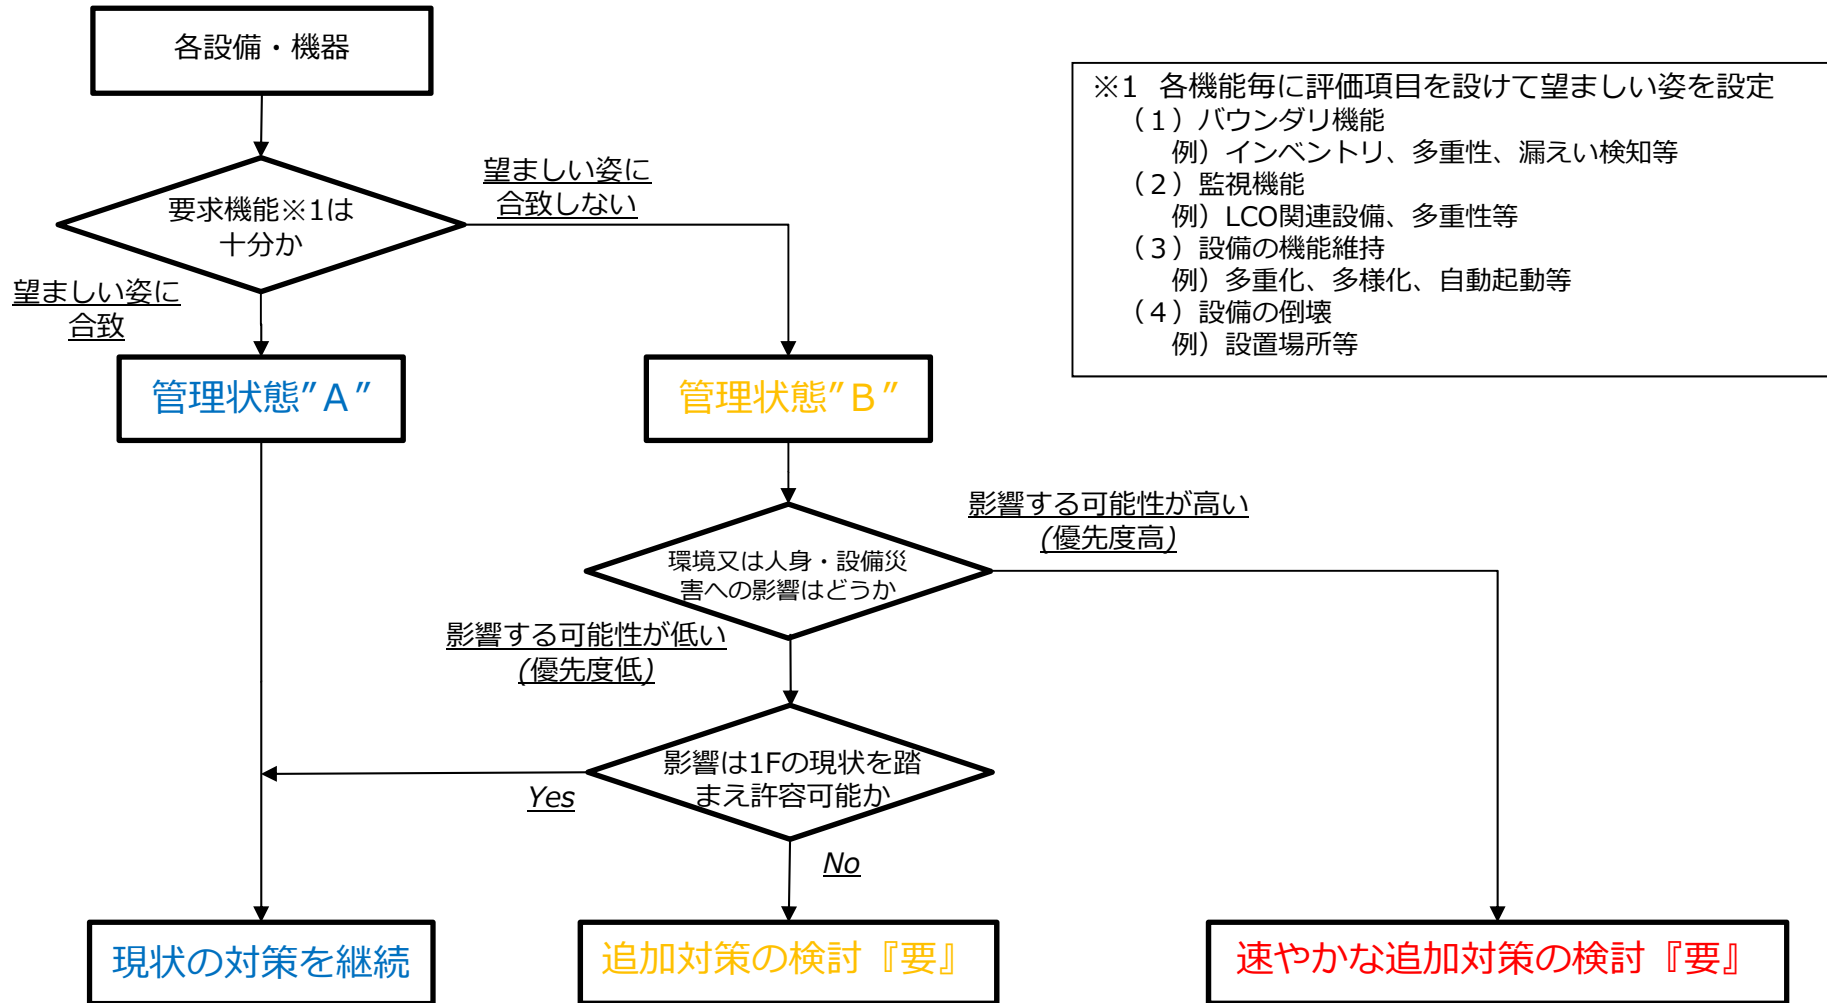 各設備・機器
※1 各機能毎に評価項目を設けて望ましい姿を設定
（１）バウンダリ機能
例）インベントリ、多重性、漏えい検知等
（２）監視機能
例）LCO関連設備、多重性等
（３）設備の機能維持
例）多重化、多様化、自動起動等
（４）設備の倒壊
例）設置場所等
要求機能※1は
十分か
望ましい姿に
合致しない
望ましい姿に
合致
管理状態”Ａ”
管理状態”Ｂ”
環境又は人身・設備災
害への影響はどうか
影響する可能性が高い
(優先度高)
影響する可能性が低い
(優先度低)
影響は1Fの現状を踏
まえ許容可能か
Yes
No
現状の対策を継続
追加対策の検討『要』
速やかな追加対策の検討『要』